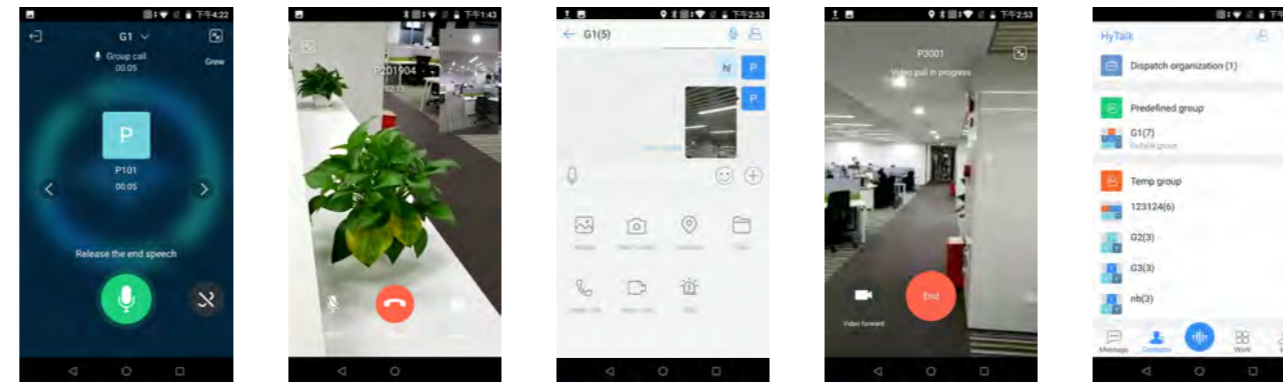 下午4:22
G1
Group call
00:05
Grew
P
P101
00:05
Release the end speech
下午1:43
P201904
02:13
下午2:53
G1(5)
hi
P
P
下午2:53
P3001
Video pull in progress
End
Video forward
HyTalk
Dispatch organization (1)
Predefined group
G1(7)
Default group
Temp group
123124(6)
G2(3)
G3(3)
nb(3)
Message
Contacts
Work